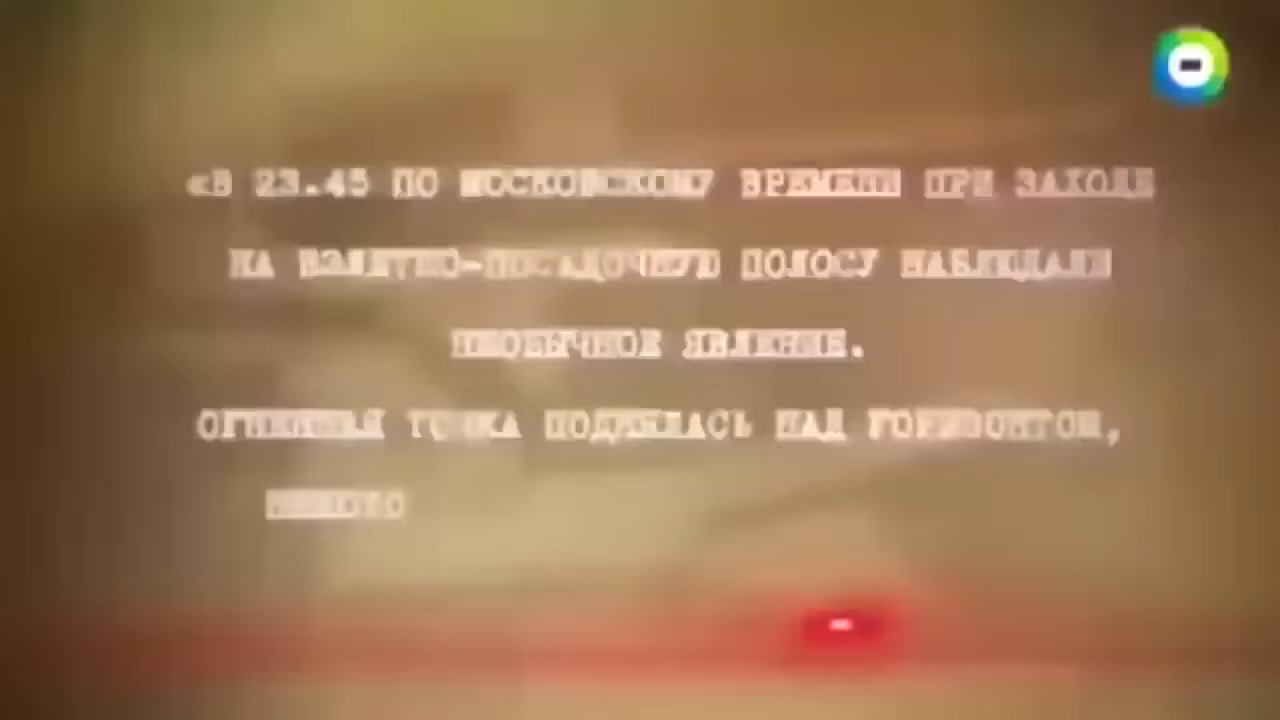 «В 23.45 ПО МОСКОВСКОМУ ВРЕМЕНИ ПРИ ЗАХОДЕ
НА ВЗЛЕТНО-ПОСАДОЧНУЮ ПОЛОСУ НАБЛЮДАЛИ
НЕОБЫЧНОЕ ЯВЛЕНИЕ.
ОГНЕННАЯ ТОЧКА ПОДНЯЛАСЬ НАД ГОРИЗОНТОМ,
НЕМНОГО